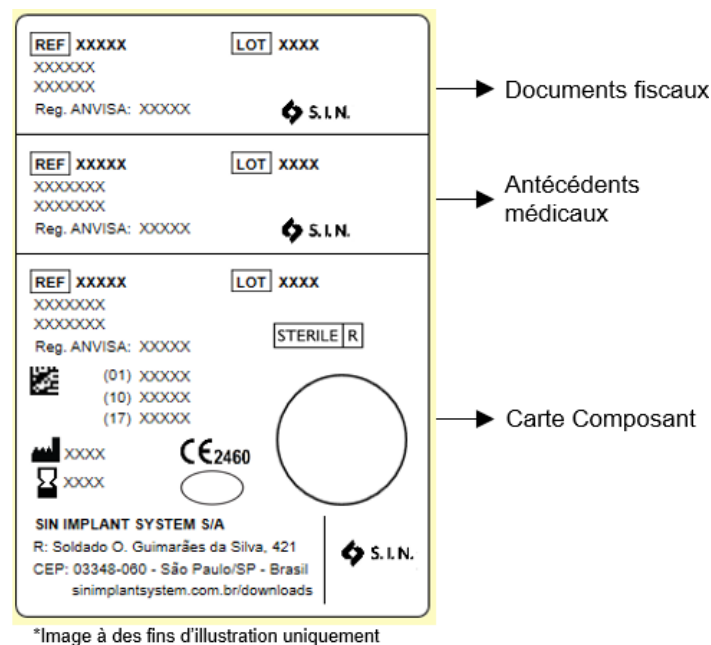 REF XXXXX LOT XXXX
XXXXXX
XXXXXX
Reg. ANVISA: XXXXX S.I.N.
Documents fiscaux
REF XXXXX LOT XXXX
XXXXXXX
XXXXXXX
Reg. ANVISA: XXXXX S.I.N.
Antécédents
médicaux
REF XXXXX LOT XXXX
XXXXXXX
XXXXXXX
Reg. ANVISA: XXXXX
STERILE R
(01) XXXXX
(10) XXXXX
(17) XXXXX
XXXX
CE2460
XXXX
Carte Composant
SIN IMPLANT SYSTEM S/A
R: Soldado O. Guimarães da Silva, 421
CEP: 03348-060 - São Paulo/SP - Brasil
sinimplantsystem.com.br/downloads
S.I.N.
*Image à des fins d'illustration uniquement